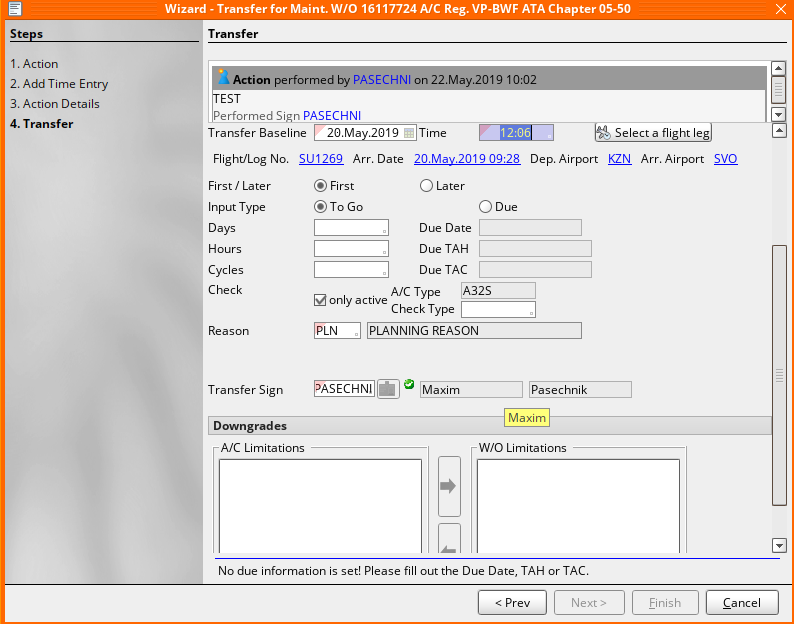 Wizard - Transfer for Maint. W/O 16117724 A/C Reg. VP-BWF ATA Chapter 05-50
Steps
1. Action
2. Add Time Entry
3. Action Details
4. Transfer
Transfer
Action performed by PASECHNI on 22.May.2019 10:02
TEST
Performed Sign PASECHNI
Transfer Baseline 20.May.2019 Time 12:06 Select a flight leg
Flight/Log No. SU1269 Arr. Date 20.May.2019 09:28 Dep. Airport KZN Arr. Airport SVO
First / Later First Later
Input Type To Go Due
Days Due Date
Hours Due TAH
Cycles Due TAC
Check only active A/C Type A32S
Check Type
Reason PLN PLANNING REASON
Transfer Sign PASECHNI Maxim Pasechnik
Maxim
Downgrades
A/C Limitations W/O Limitations
No due information is set! Please fill out the Due Date, TAH or TAC.
< Prev Next > Finish Cancel